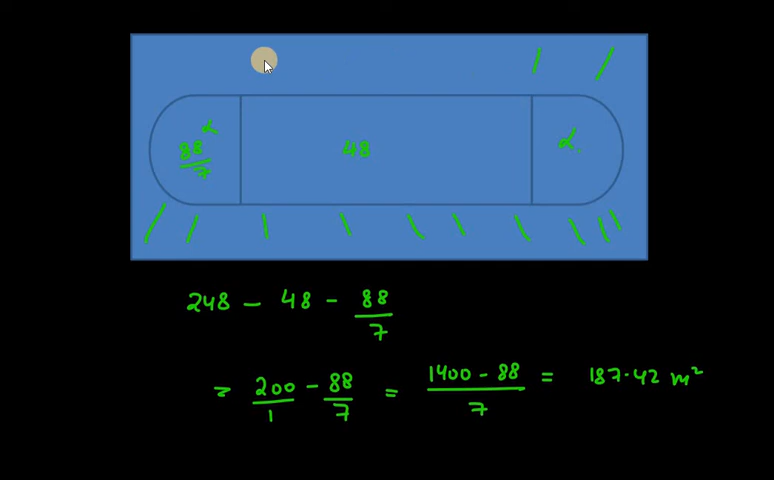 88/7 α 48 α.
248 - 48 - 88/7
= 200/1 - 88/7 = 1400 - 88/7 = 187.42 m²